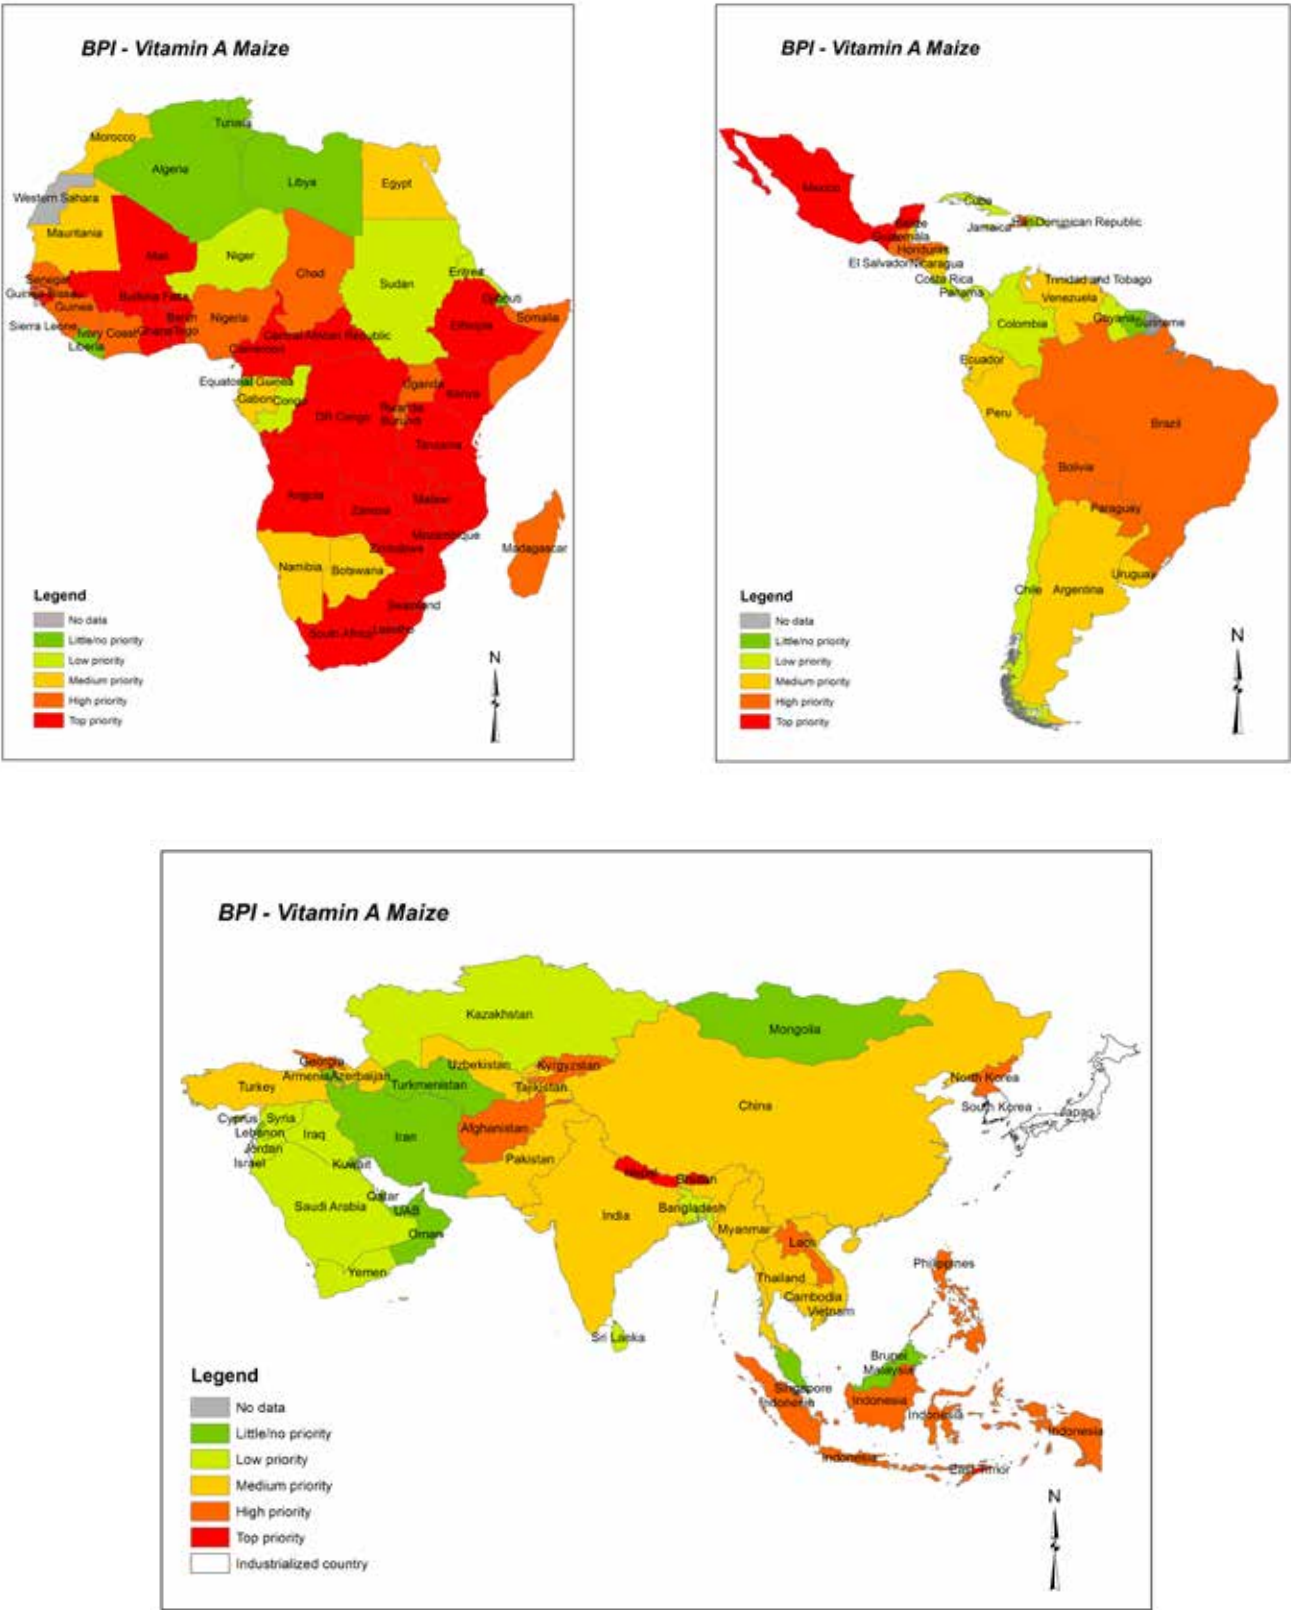 BPI - Vitamin A Maize
Tunisia
Morocco
Algeria
Libya
Egypt
Western Sahara
Mauritania
Mali
Niger
Chad
Sudan
Eritrea
Senegal
Guinea Bissau
Guinea
Burkina Faso
Djibouti
Benin
Nigeria
Somalia
Sierra Leone
Ivory Coast
Ghana
Togo
Ethiopia
Liberia
Central African Republic
Cameroon
Equatorial Guinea
Uganda
Gabon
Congo
Kenya
DR Congo
Rwanda
Burundi
Tanzania
Angola
Malawi
Zambia
Mozambique
Zimbabwe
Madagascar
Namibia
Botswana
Swaziland
South Africa
Lesotho
Legend
No data
Little/no priority
Low priority
Medium priority
High priority
Top priority
N
BPI - Vitamin A Maize
Mexico
Cuba
Belize
Jamaica
Haiti
Dominican Republic
Guatemala
Honduras
El Salvador
Nicaragua
Costa Rica
Panama
Trinidad and Tobago
Venezuela
Guyana
Suriname
Colombia
Ecuador
Peru
Brazil
Bolivia
Paraguay
Uruguay
Chile
Argentina
Legend
No data
Little/no priority
Low priority
Medium priority
High priority
Top priority
N
BPI - Vitamin A Maize
Kazakhstan
Mongolia
Georgia
Uzbekistan
Kyrgyzstan
Armenia
Azerbaijan
Turkey
Turkmenistan
Tajikistan
North Korea
China
South Korea
Japan
Cyprus
Syria
Lebanon
Iraq
Iran
Afghanistan
Jordan
Israel
Kuwait
Pakistan
Nepal
Bhutan
Qatar
Saudi Arabia
UAB
India
Bangladesh
Myanmar
Oman
Laos
Philippines
Yemen
Thailand
Cambodia
Vietnam
Sri Lanka
Brunei
Malaysia
Singapore
Indonesia
Indonesia
Indonesia
Indonesia
Indonesia
East Timor
Legend
No data
Little/no priority
Low priority
Medium priority
High priority
Top priority
Industrialized country
N